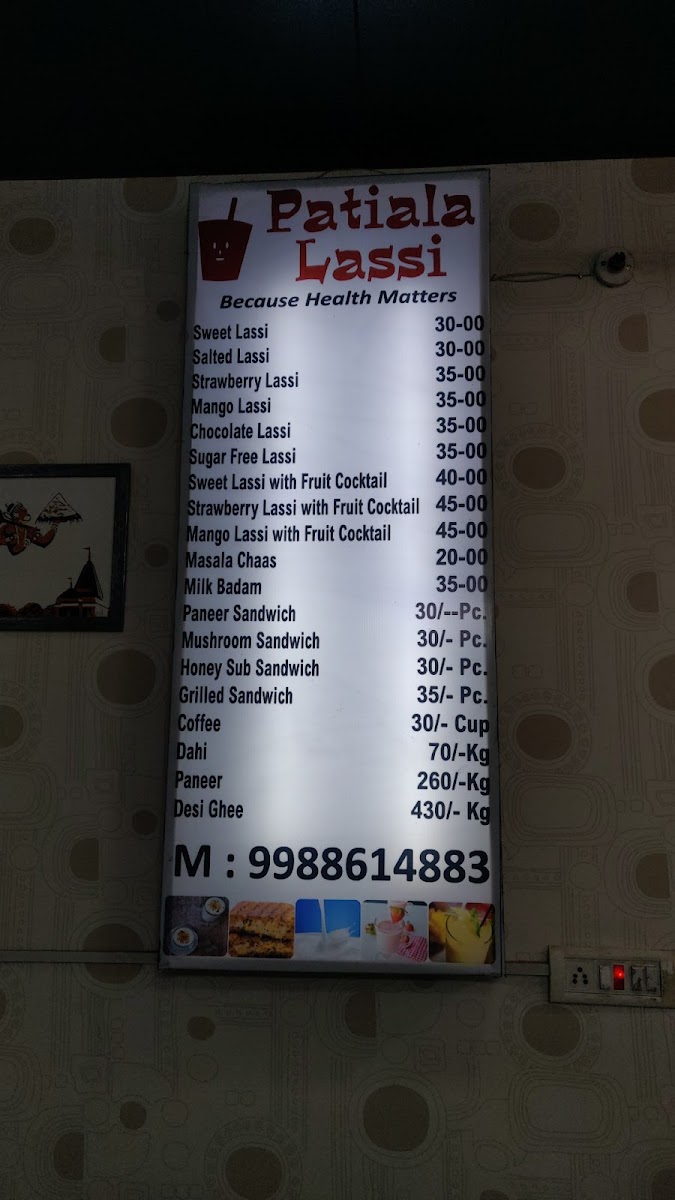 Patiala
Lassi
Because Health Matters
Sweet Lassi 30-00
Salted Lassi 30-00
Strawberry Lassi 35-00
Mango Lassi 35-00
Chocolate Lassi 35-00
Sugar Free Lassi 35-00
Sweet Lassi with Fruit Cocktail 40-00
Strawberry Lassi with Fruit Cocktail 45-00
Mango Lassi with Fruit Cocktail 45-00
Masala Chaas 20-00
Milk Badam 35-00
Paneer Sandwich 30/--Pc.
Mushroom Sandwich 30/- Pc.
Honey Sub Sandwich 30/- Pc.
Grilled Sandwich 35/- Pc.
Coffee 30/- Cup
Dahi 70/-Kg
Paneer 260/-Kg
Desi Ghee 430/- Kg
M : 9988614883